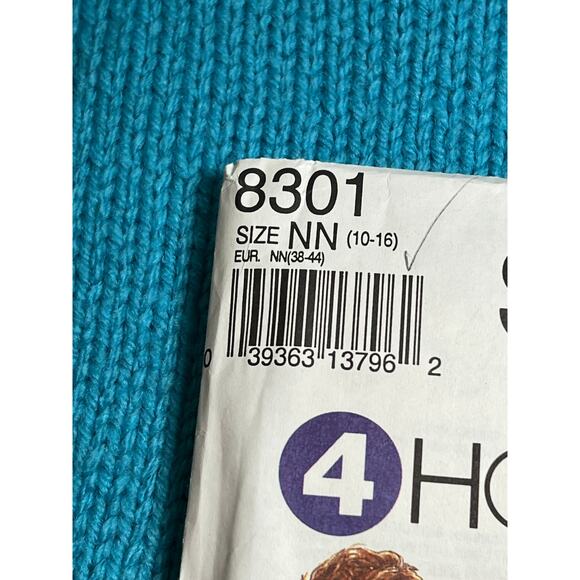 8301
SIZE NN (10-16)
EUR. NN(38-44)
0 39363 13796 2
4 HO